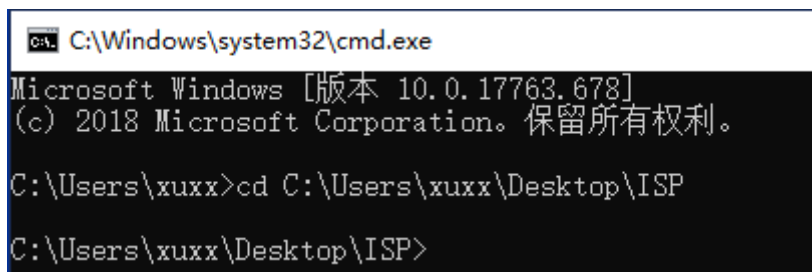 C:\Windows\system32\cmd.exe
Microsoft Windows [版本 10.0.17763.678]
(c) 2018 Microsoft Corporation。保留所有权利。
C:\Users\xuxx>cd C:\Users\xuxx\Desktop\ISP
C:\Users\xuxx\Desktop\ISP>